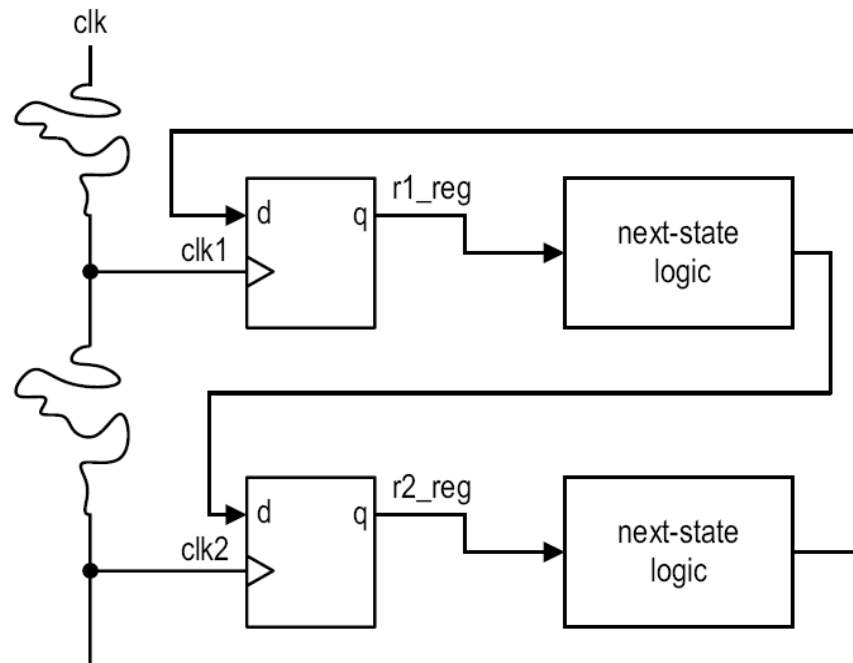 clk
d
q
r1_reg
clk1
next-state
logic
d
q
r2_reg
clk2
next-state
logic